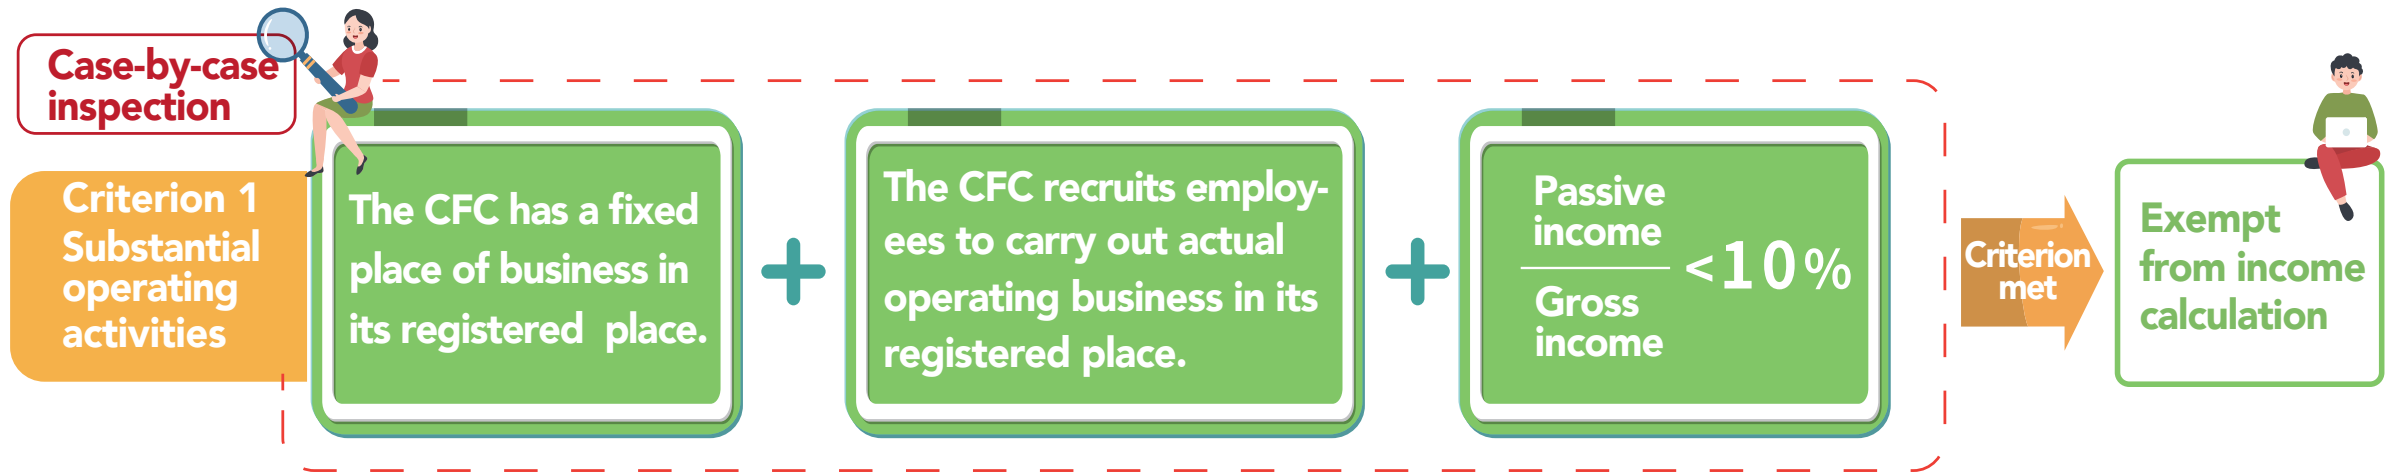 Case-by-case
inspection
Criterion 1
Substantial
operating
activities
The CFC has a fixed
place of business in
its registered place.
+
The CFC recruits employ-
ees to carry out actual
operating business in its
registered place.
+
Passive
income
Gross
income
<10%
Criterion
met
Exempt
from income
calculation